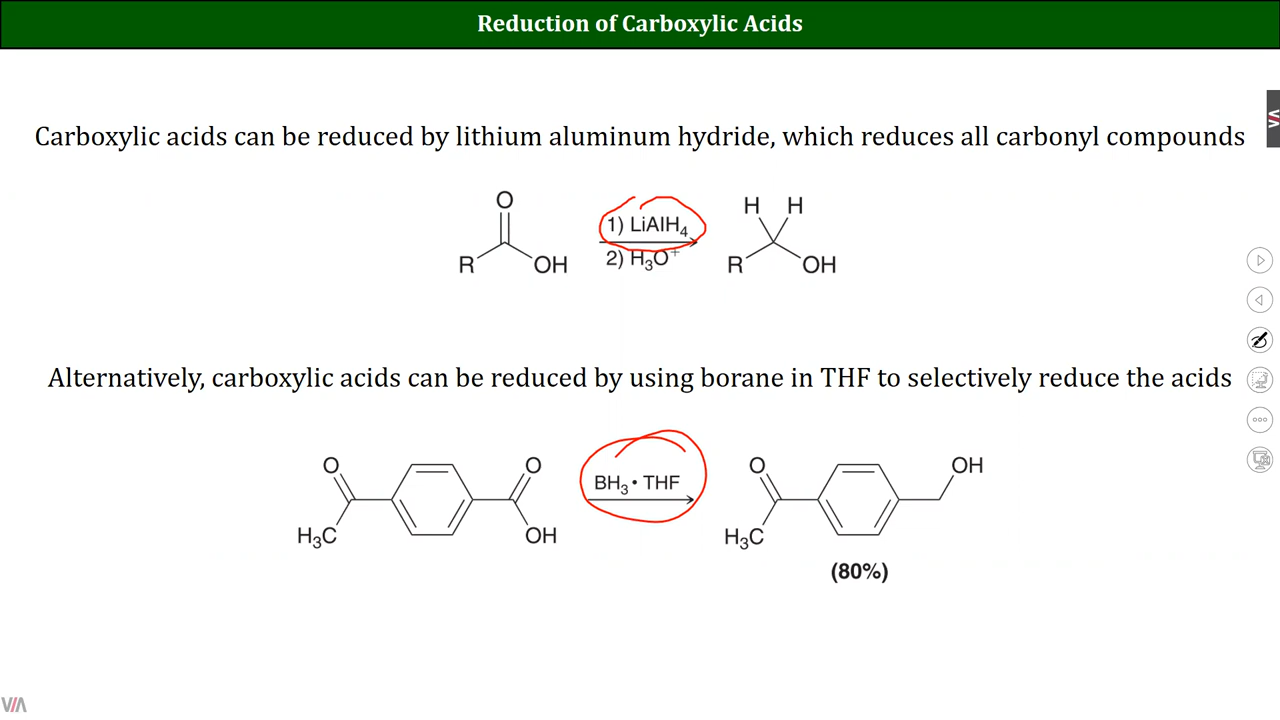 Reduction of Carboxylic Acids
Carboxylic acids can be reduced by lithium aluminum hydride, which reduces all carbonyl compounds
O
R
OH
1) LiAlH₄
2) H₃O⁺
H H
R
OH
Alternatively, carboxylic acids can be reduced by using borane in THF to selectively reduce the acids
O
H₃C
O
OH
BH₃ • THF
O
H₃C
OH
(80%)
VIA
VIA